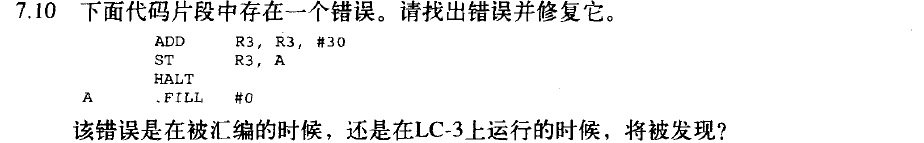 7.10 下面代码片段中存在一个错误。请找出错误并修复它。
ADD R3, R3, #30
ST R3, A
HALT
A .FILL #0
该错误是在被汇编的时候，还是在LC-3上运行的时候，将被发现？